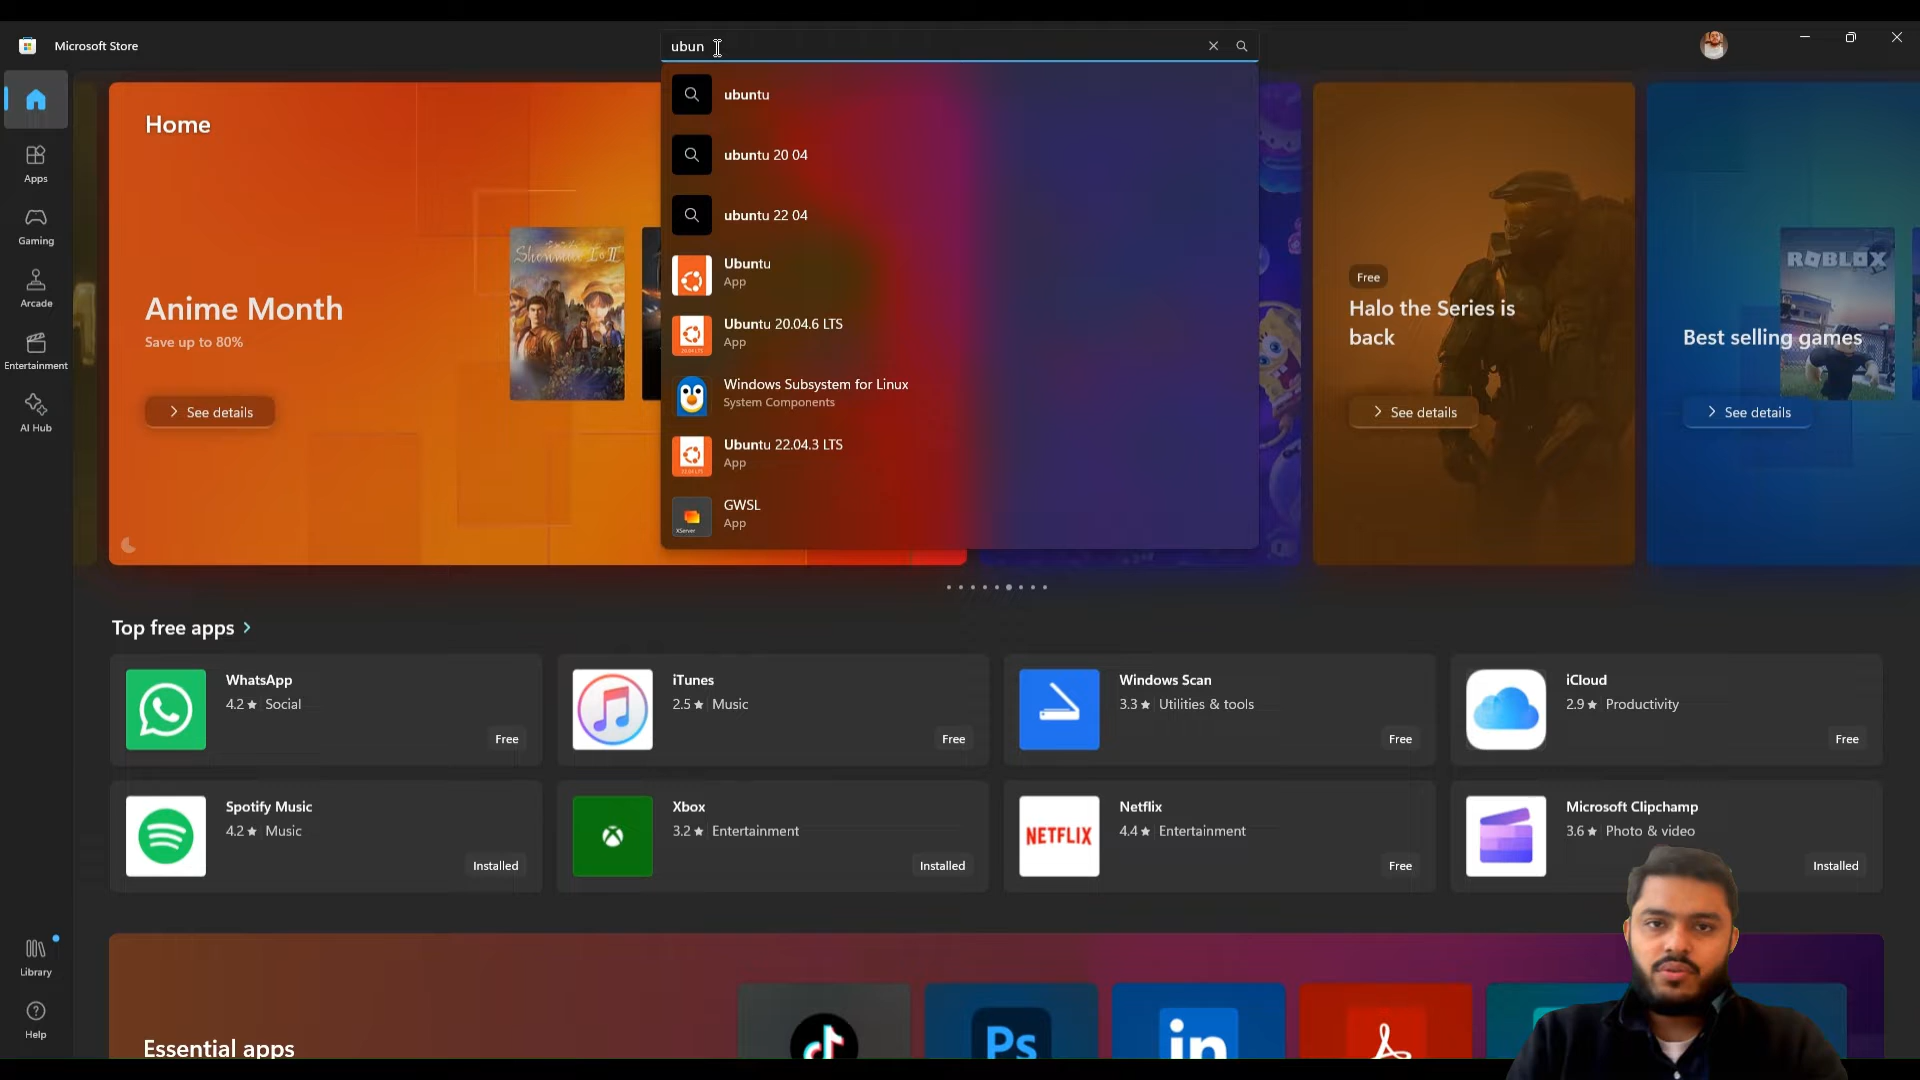 Microsoft Store
ubun
ubuntu
ubuntu 20 04
ubuntu 22 04
Ubuntu
App
Ubuntu 20.04.6 LTS
App
Windows Subsystem for Linux
System Components
Ubuntu 22.04.3 LTS
App
GWSL
App
XServer
Home
Apps
Gaming
Arcade
Entertainment
AI Hub
Library
Help
Anime Month
Save up to 80%
See details
Shenmue I & II
Free
Halo the Series is
back
See details
ROBLOX
Best selling games
See details
Top free apps
WhatsApp
4.2★ Social
Free
iTunes
2.5★ Music
Free
Windows Scan
3.3★ Utilities & tools
Free
iCloud
2.9★ Productivity
Free
Spotify Music
4.2★ Music
Installed
Xbox
3.2★ Entertainment
Installed
NETFLIX
Netflix
4.4★ Entertainment
Free
Microsoft Clipchamp
3.6★ Photo & video
Installed
Essential apps
Ps
in